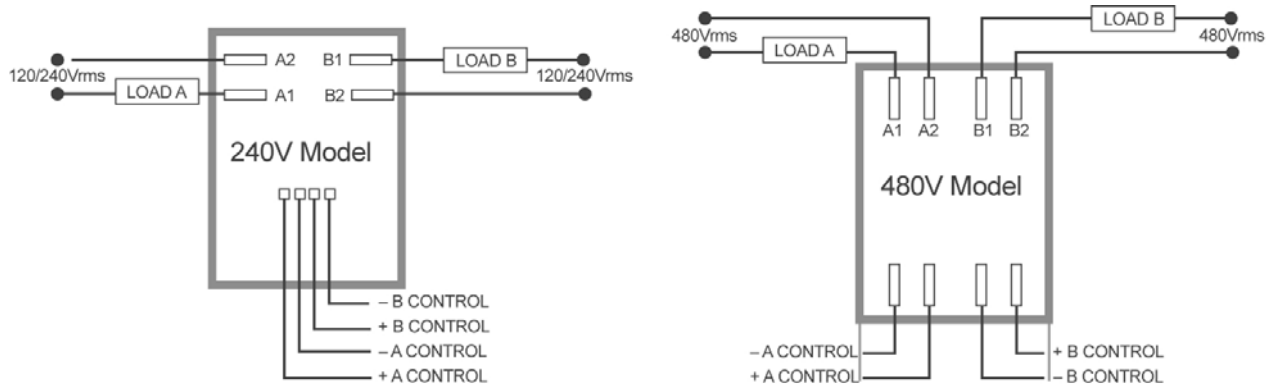 A2 B1 LOAD B
120/240Vrms 120/240Vrms
LOAD A A1 B2
240V Model
– B CONTROL
+ B CONTROL
– A CONTROL
+ A CONTROL
LOAD B
480Vrms 480Vrms
LOAD A
A1 A2 B1 B2
480V Model
– A CONTROL + B CONTROL
+ A CONTROL – B CONTROL